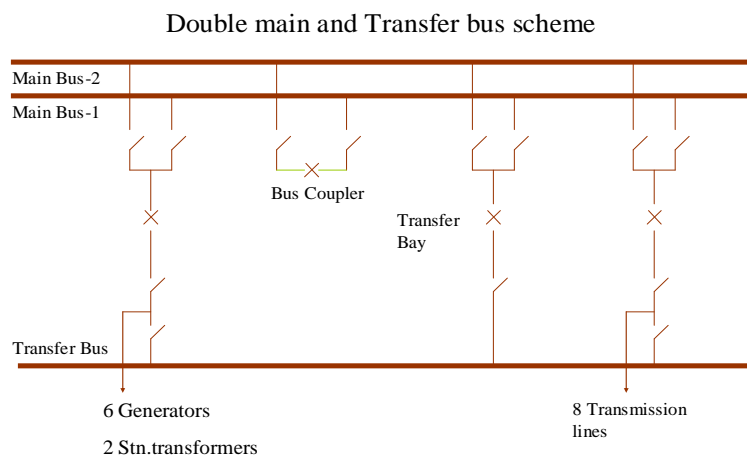 Double main and Transfer bus scheme
Main Bus-2
Main Bus-1
Bus Coupler
Transfer
Bay
Transfer Bus
6 Generators
2 Stn.transformers
8 Transmission
lines